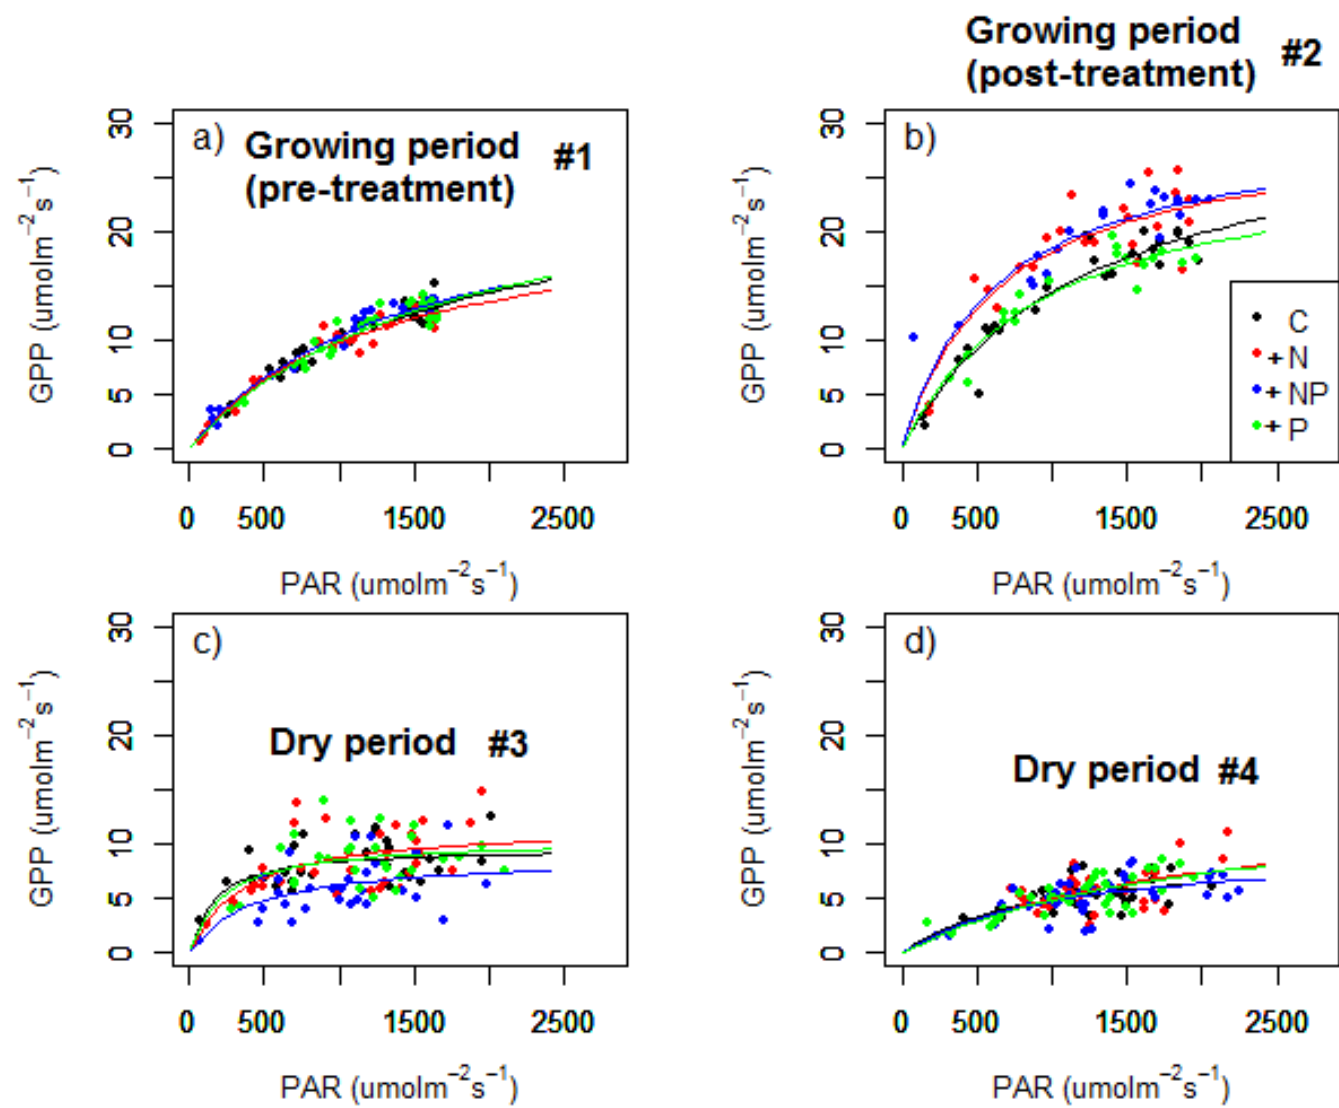 Growing period #2
(post-treatment)
a) Growing period #1
(pre-treatment)
30
20
10
5
0
GPP (umolm⁻²s⁻¹)
0 500 1500 2500
PAR (umolm⁻²s⁻¹)
b)
30
20
10
5
0
GPP (umolm⁻²s⁻¹)
C
+ N
+ NP
+ P
0 500 1500 2500
PAR (umolm⁻²s⁻¹)
c)
Dry period #3
30
20
10
5
0
GPP (umolm⁻²s⁻¹)
0 500 1500 2500
PAR (umolm⁻²s⁻¹)
d)
Dry period #4
30
20
10
5
0
GPP (umolm⁻²s⁻¹)
0 500 1500 2500
PAR (umolm⁻²s⁻¹)